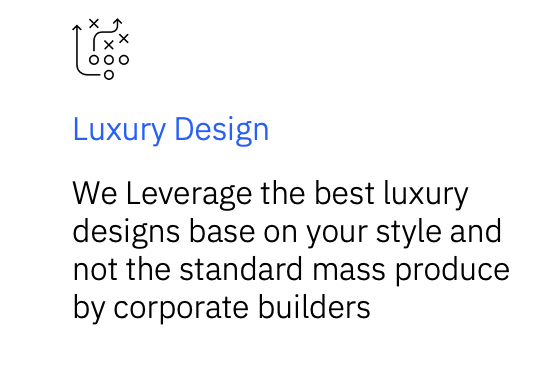 Luxury Design
We Leverage the best luxury
designs base on your style and
not the standard mass produce
by corporate builders